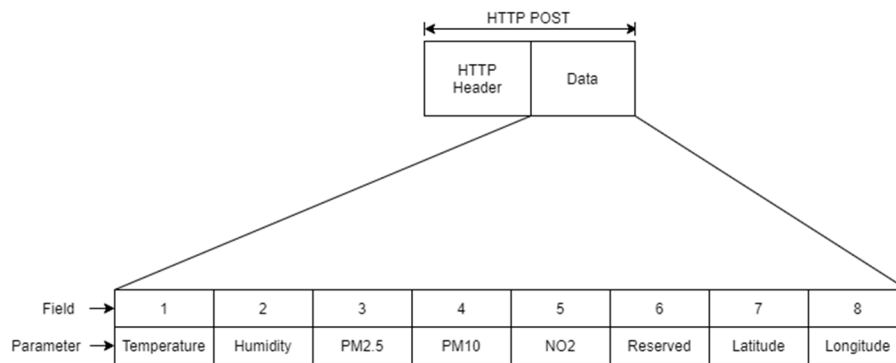 HTTP POST
HTTP
Header
Data
Field 1 2 3 4 5 6 7 8
Parameter Temperature Humidity PM2.5 PM10 NO2 Reserved Latitude Longitude